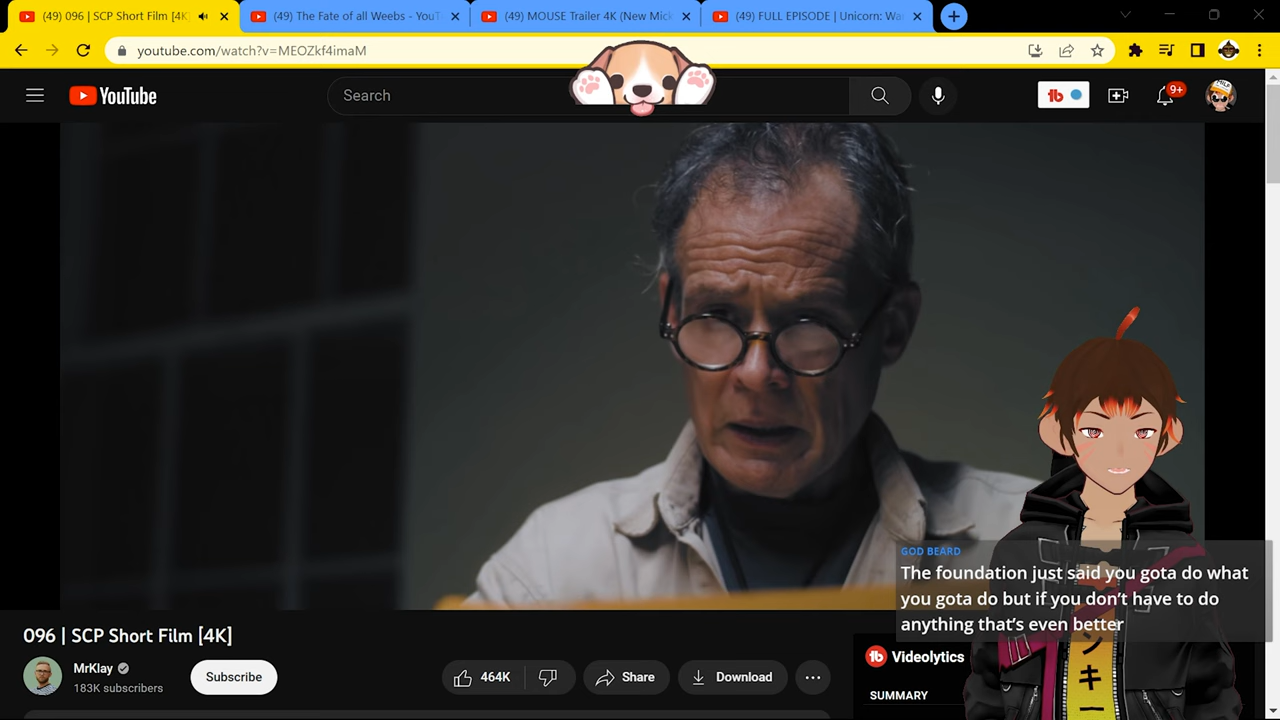 (49) 096 | SCP Short Film [4K
(49) The Fate of all Weebs - YouT
(49) MOUSE Trailer 4K (New Mick
(49) FULL EPISODE | Unicorn: Wa
youtube.com/watch?v=MEOZkf4imaM
YouTube
Search
9+
GOD BEARD
The foundation just said you gota do what
you gota do but if you don't have to do
anything that's even better
ンキー
096 | SCP Short Film [4K]
MrKlay
183K subscribers
Subscribe
464K
Share
Download
Videolytics
SUMMARY